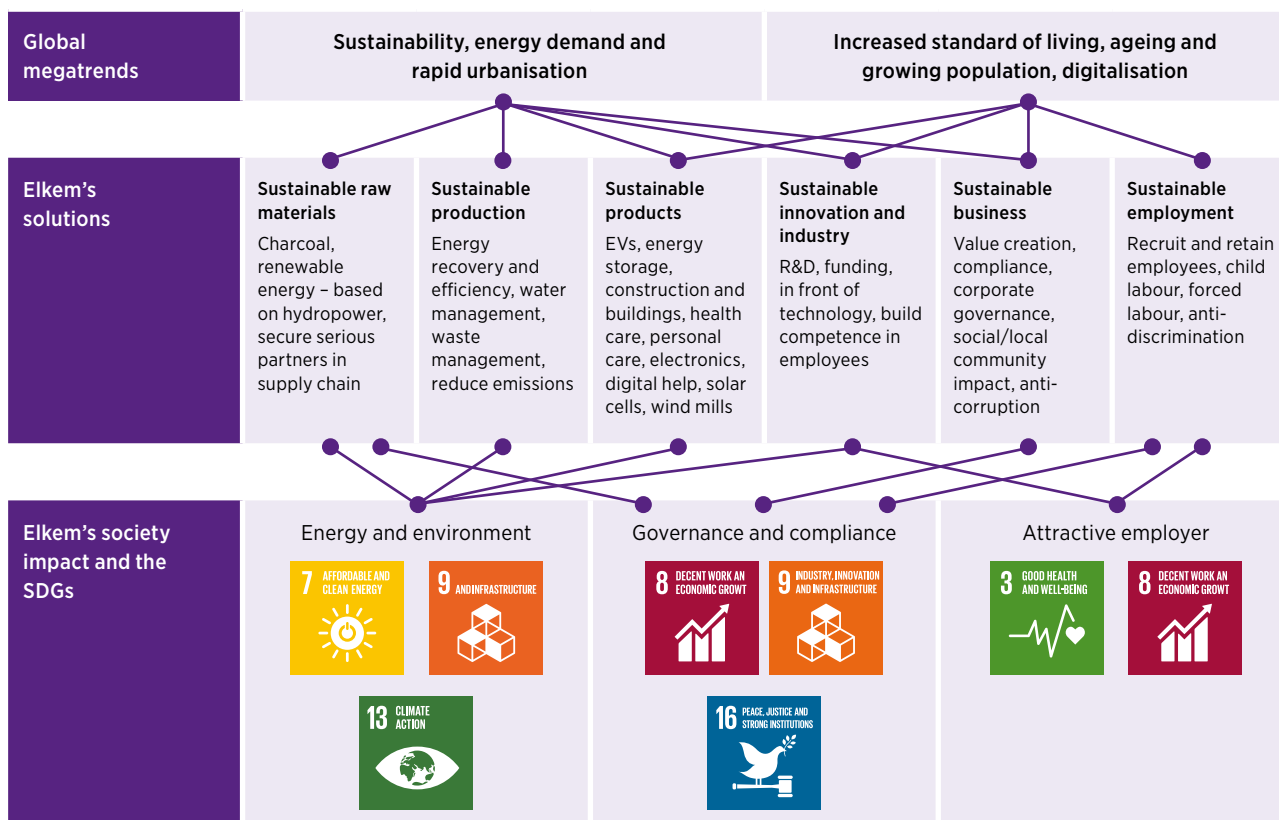 Global
megatrends
Sustainability, energy demand and
rapid urbanisation
Increased standard of living, ageing and
growing population, digitalisation
Elkem's
solutions
Sustainable raw
materials
Charcoal,
renewable
energy – based
on hydropower,
secure serious
partners in
supply chain
Sustainable
production
Energy
recovery and
efficiency, water
management,
waste
management,
reduce emissions
Sustainable
products
EVs, energy
storage,
construction and
buildings, health
care, personal
care, electronics,
digital help, solar
cells, wind mills
Sustainable
innovation and
industry
R&D, funding,
in front of
technology, build
competence in
employees
Sustainable
business
Value creation,
compliance,
corporate
governance,
social/local
community
impact, anti-
corruption
Sustainable
employment
Recruit and retain
employees, child
labour, forced
labour, anti-
discrimination
Elkem's society
impact and the
SDGs
Energy and environment
7 AFFORDABLE AND
CLEAN ENERGY
9 AND INFRASTRUCTURE
13 CLIMATE
ACTION
Governance and compliance
8 DECENT WORK AN
ECONOMIC GROWT
9 INDUSTRY, INNOVATION
AND INFRASTRUCTURE
16 PEACE, JUSTICE AND
STRONG INSTITUTIONS
Attractive employer
3 GOOD HEALTH
AND WELL-BEING
8 DECENT WORK AN
ECONOMIC GROWT